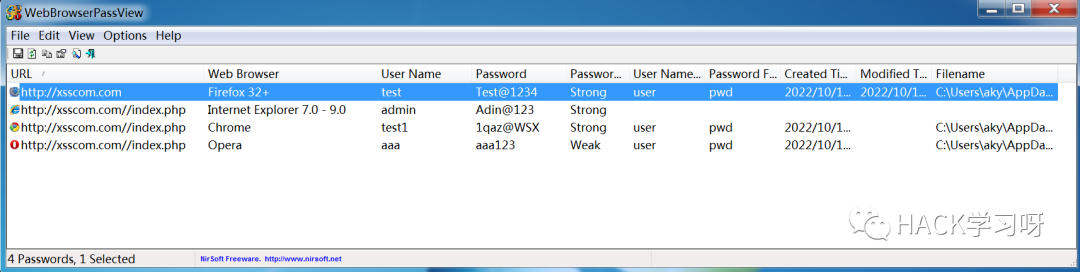 WebBrowserPassView
File Edit View Options Help
URL / Web Browser User Name Password Passwor... User Name... Password F... Created Ti... Modified T... Filename
http://xsscom.com Firefox 32+ test Test@1234 Strong user pwd 2022/10/1... 2022/10/1... C:\Users\aky\AppDa...
http://xsscom.com//index.php Internet Explorer 7.0 - 9.0 admin Adin@123 Strong
http://xsscom.com//index.php Chrome test1 1qaz@WSX Strong user pwd 2022/10/1... C:\Users\aky\AppDa...
http://xsscom.com//index.php Opera aaa aaa123 Weak user pwd 2022/10/1... C:\Users\aky\AppDa...
HACK学习呀
4 Passwords, 1 Selected NirSoft Freeware. http://www.nirsoft.net